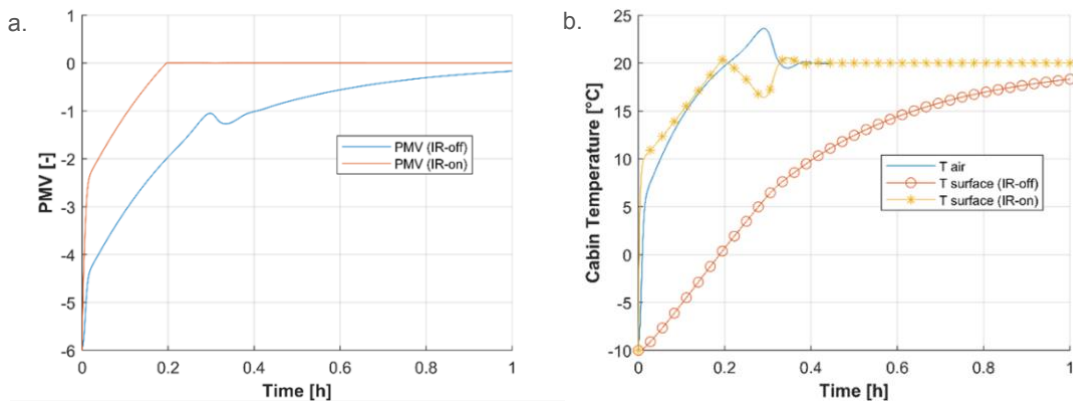 a.
1
0
-1
-2
-3
-4
-5
-6
PMV [-]
PMV (IR-off)
PMV (IR-on)
0 0.2 0.4 0.6 0.8 1
Time [h]
b.
25
20
15
10
5
0
-5
-10
Cabin Temperature [°C]
T air
T surface (IR-off)
T surface (IR-on)
0 0.2 0.4 0.6 0.8 1
Time [h]